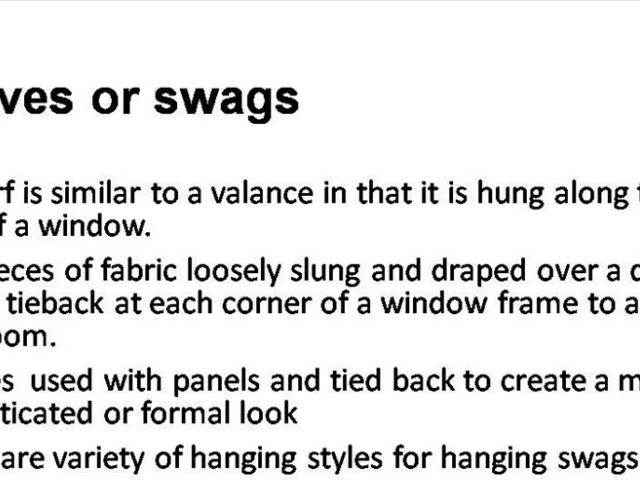 ves or swags
rf is similar to a valance in that it is hung along
f a window.
eces of fabric loosely slung and draped over a
tieback at each corner of a window frame to a
oom.
s used with panels and tied back to create a m
ticated or formal look
are variety of hanging styles for hanging swags